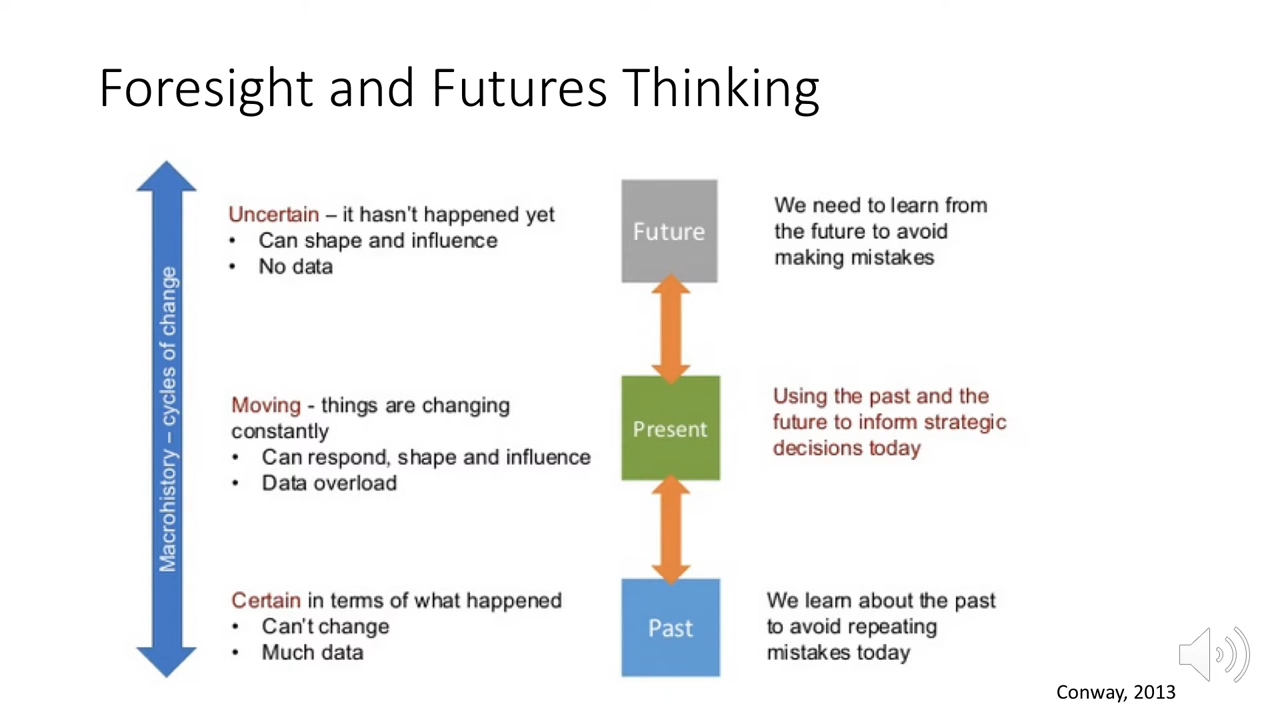 Foresight and Futures Thinking
Macrohistory – cycles of change
Uncertain – it hasn't happened yet
• Can shape and influence
• No data
Future
We need to learn from
the future to avoid
making mistakes
Moving - things are changing
constantly
• Can respond, shape and influence
• Data overload
Present
Using the past and the
future to inform strategic
decisions today
Certain in terms of what happened
• Can't change
• Much data
Past
We learn about the past
to avoid repeating
mistakes today
Conway, 2013